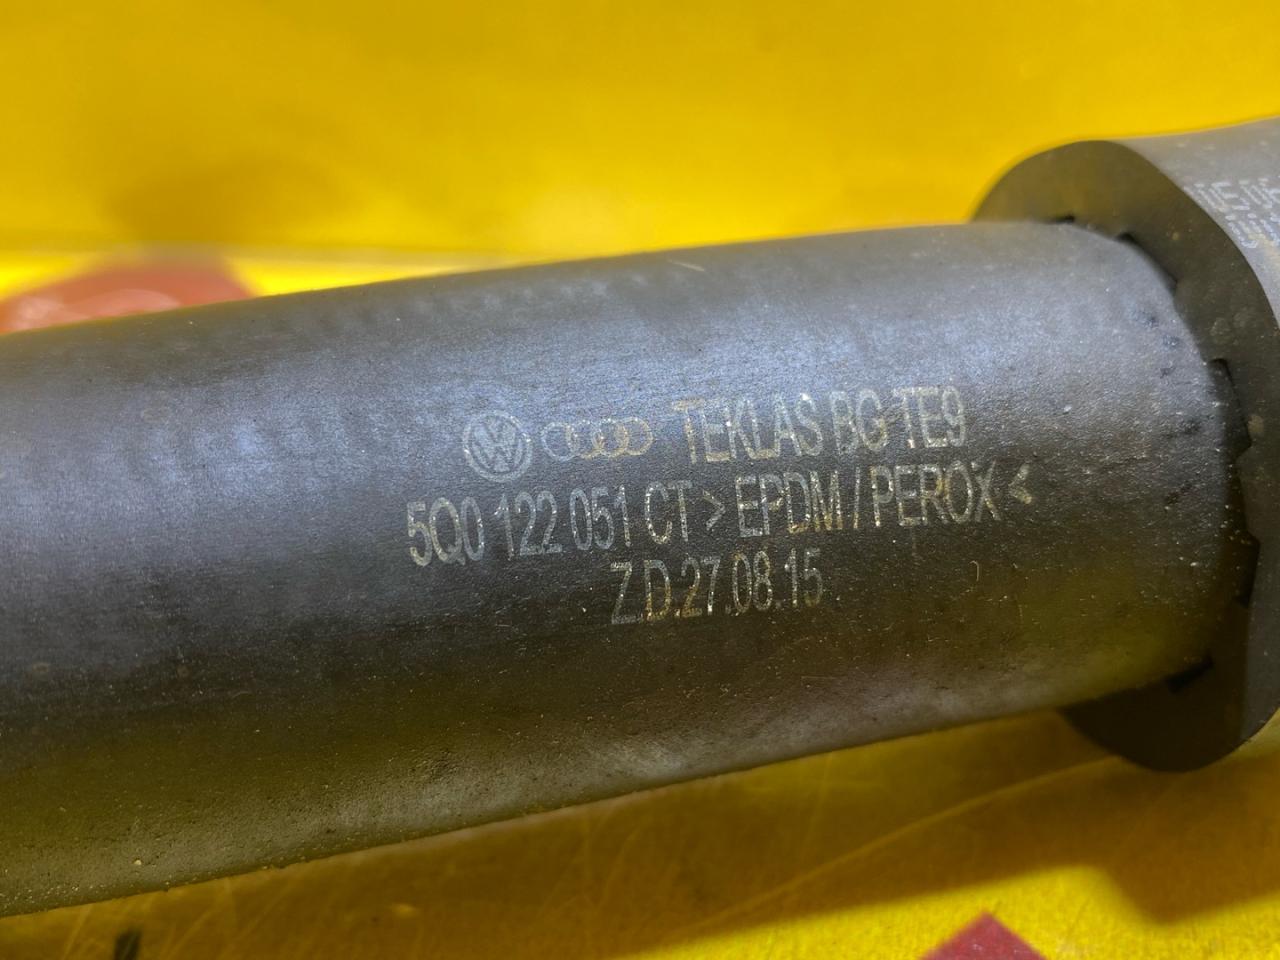 TEKLAS BG TE9
5Q0 122 051 CT > EPDM / PEROX <
Z.D.27.08.15